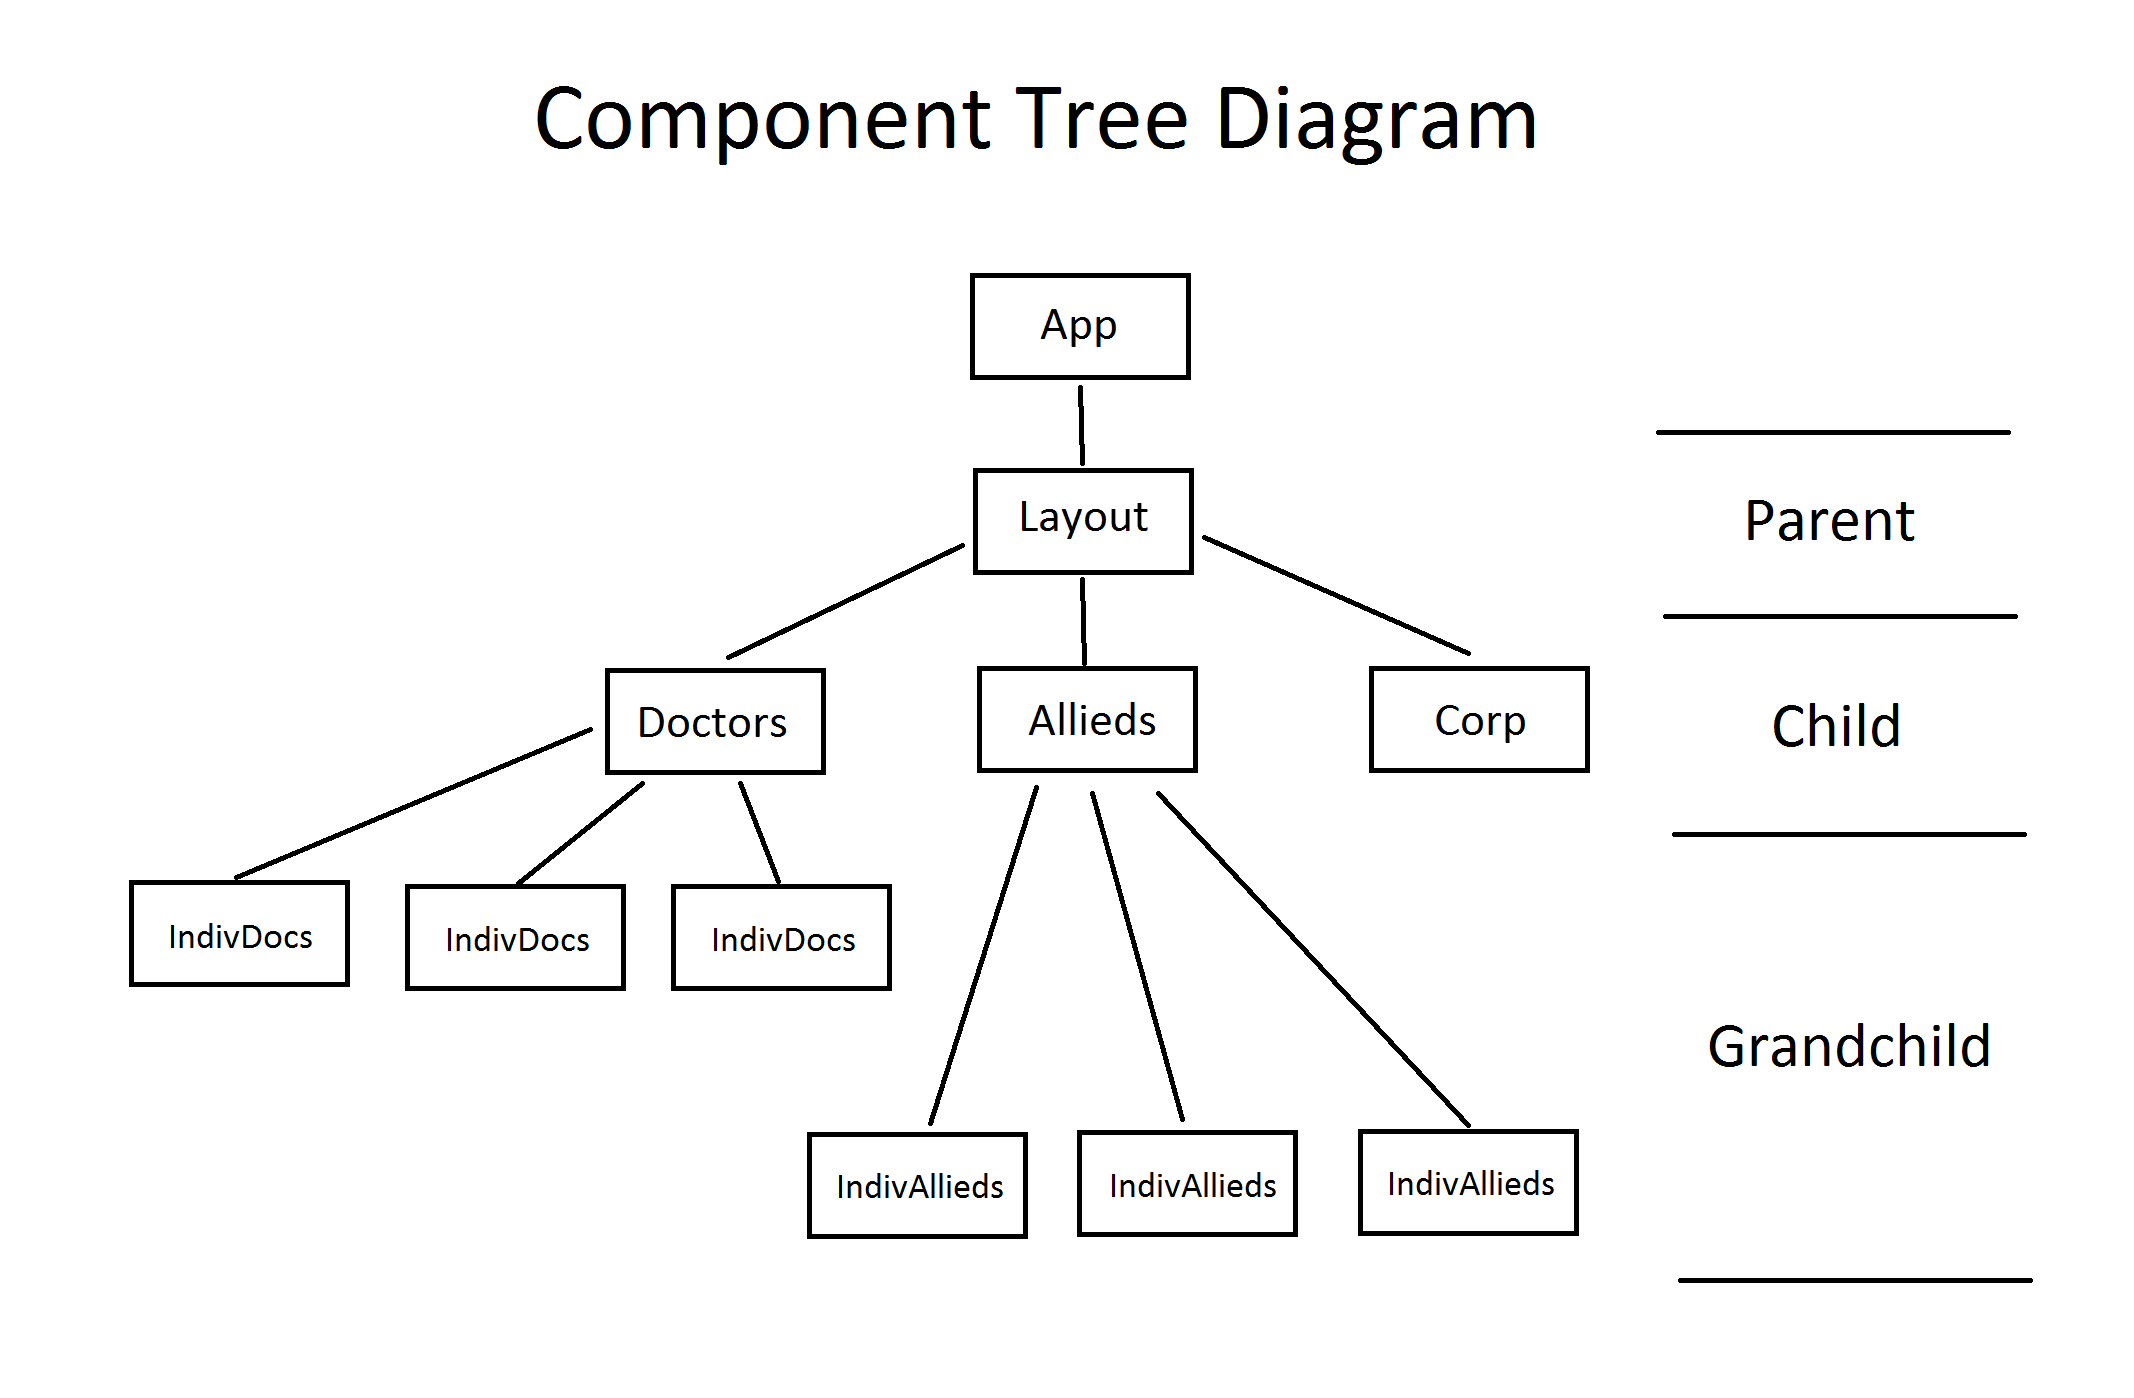 Component Tree Diagram
App
Layout
Parent
Doctors
Allieds
Corp
Child
IndivDocs
IndivDocs
IndivDocs
Grandchild
IndivAllieds
IndivAllieds
IndivAllieds